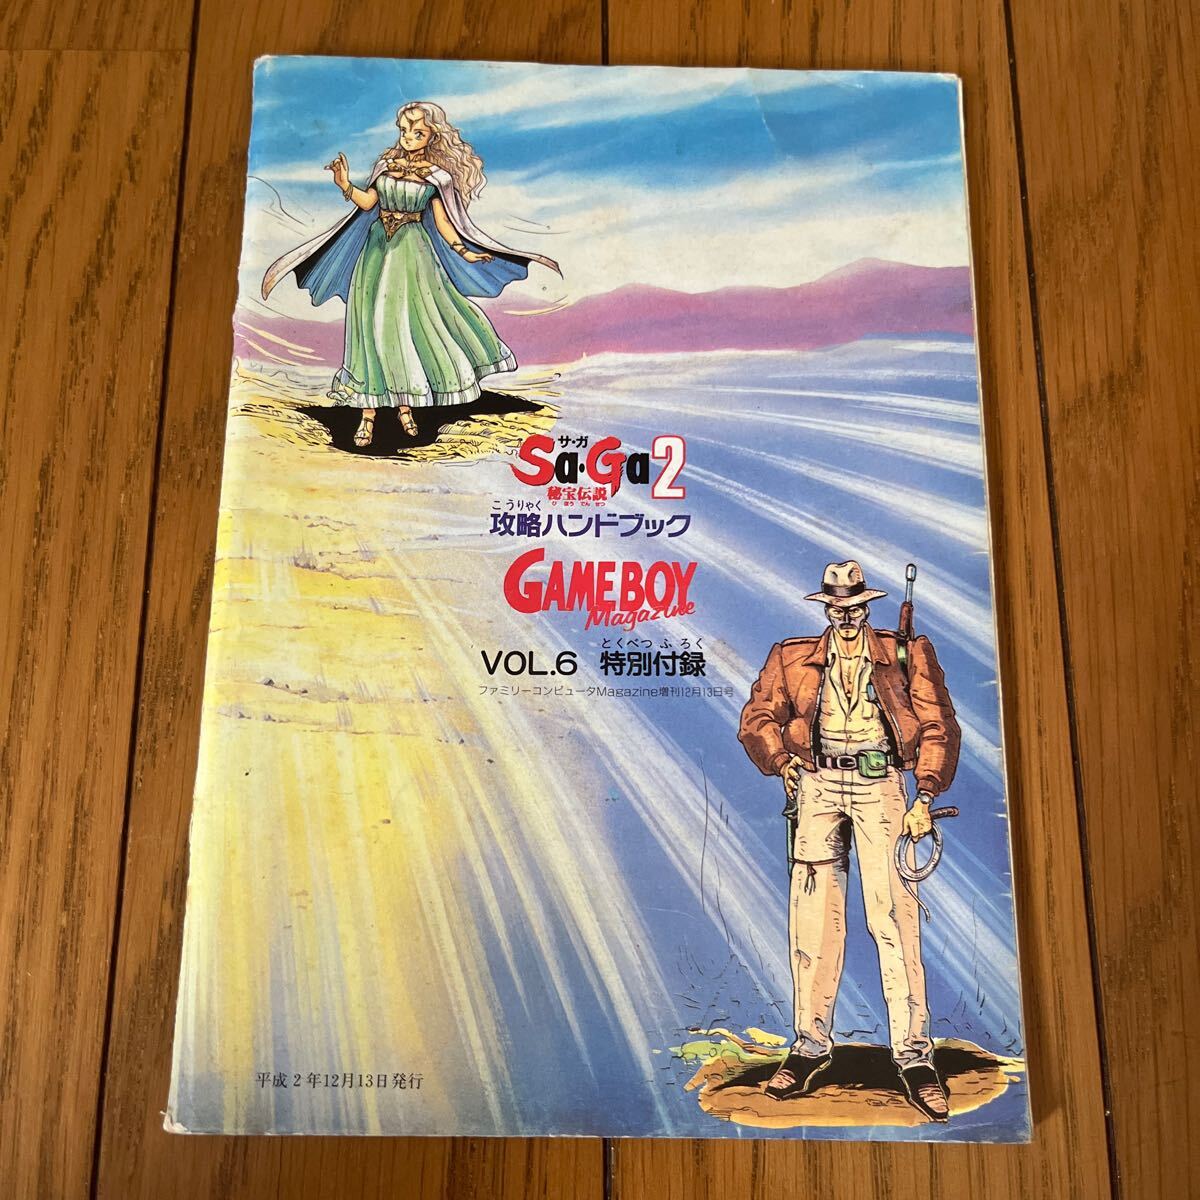 サ・ガ
Sa・Ga2
秘宝伝説
ひほうでんせつ
こうりゃく
攻略ハンドブック
GAMEBOY
Magazine
とくべつふろく
VOL.6 特別付録
ファミリーコンピュータMagazine増刊12月13日号
平成2年12月13日発行